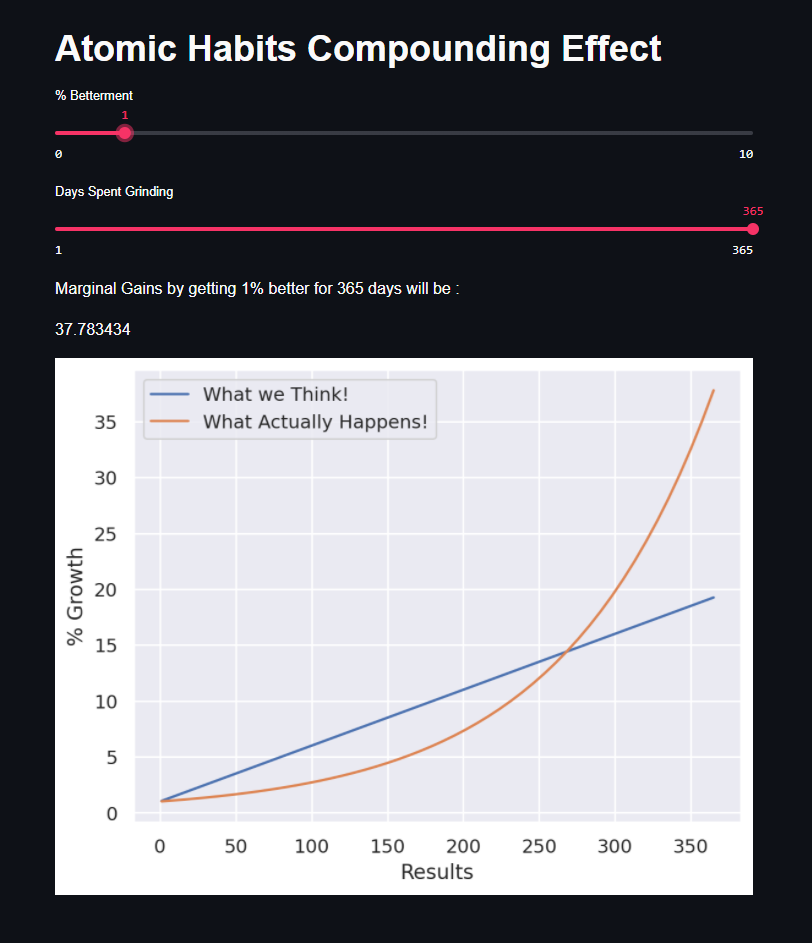 Atomic Habits Compounding Effect
% Betterment
1
0 10
Days Spent Grinding
365
1 365
Marginal Gains by getting 1% better for 365 days will be :
37.783434
What we Think!
What Actually Happens!
35
30
25
20
15
10
5
0
% Growth
0 50 100 150 200 250 300 350
Results